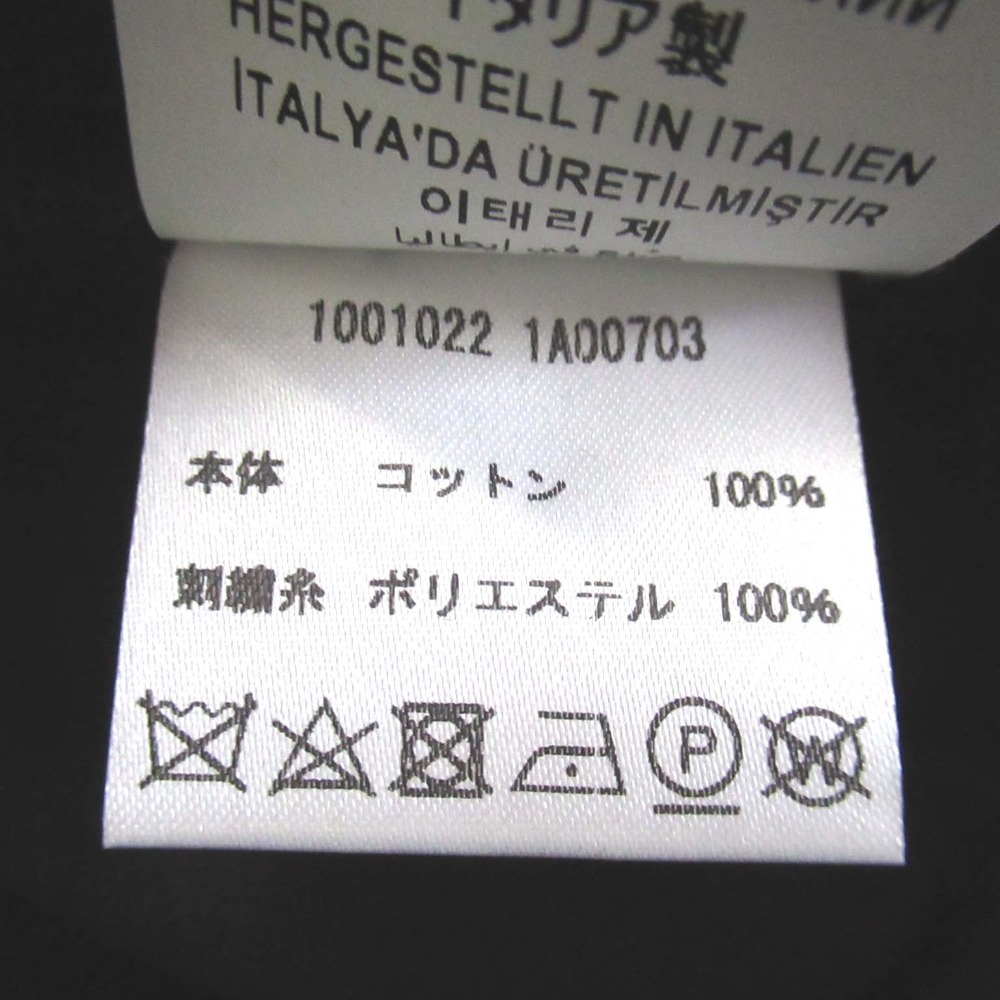 イタリア製
HERGESTELLT IN ITALIEN
İTALYA'DA ÜRETİLMİŞTİR
이태리 제
1001022 1A00703
本体 コットン 100%
刺繍糸 ポリエステル 100%
P
W